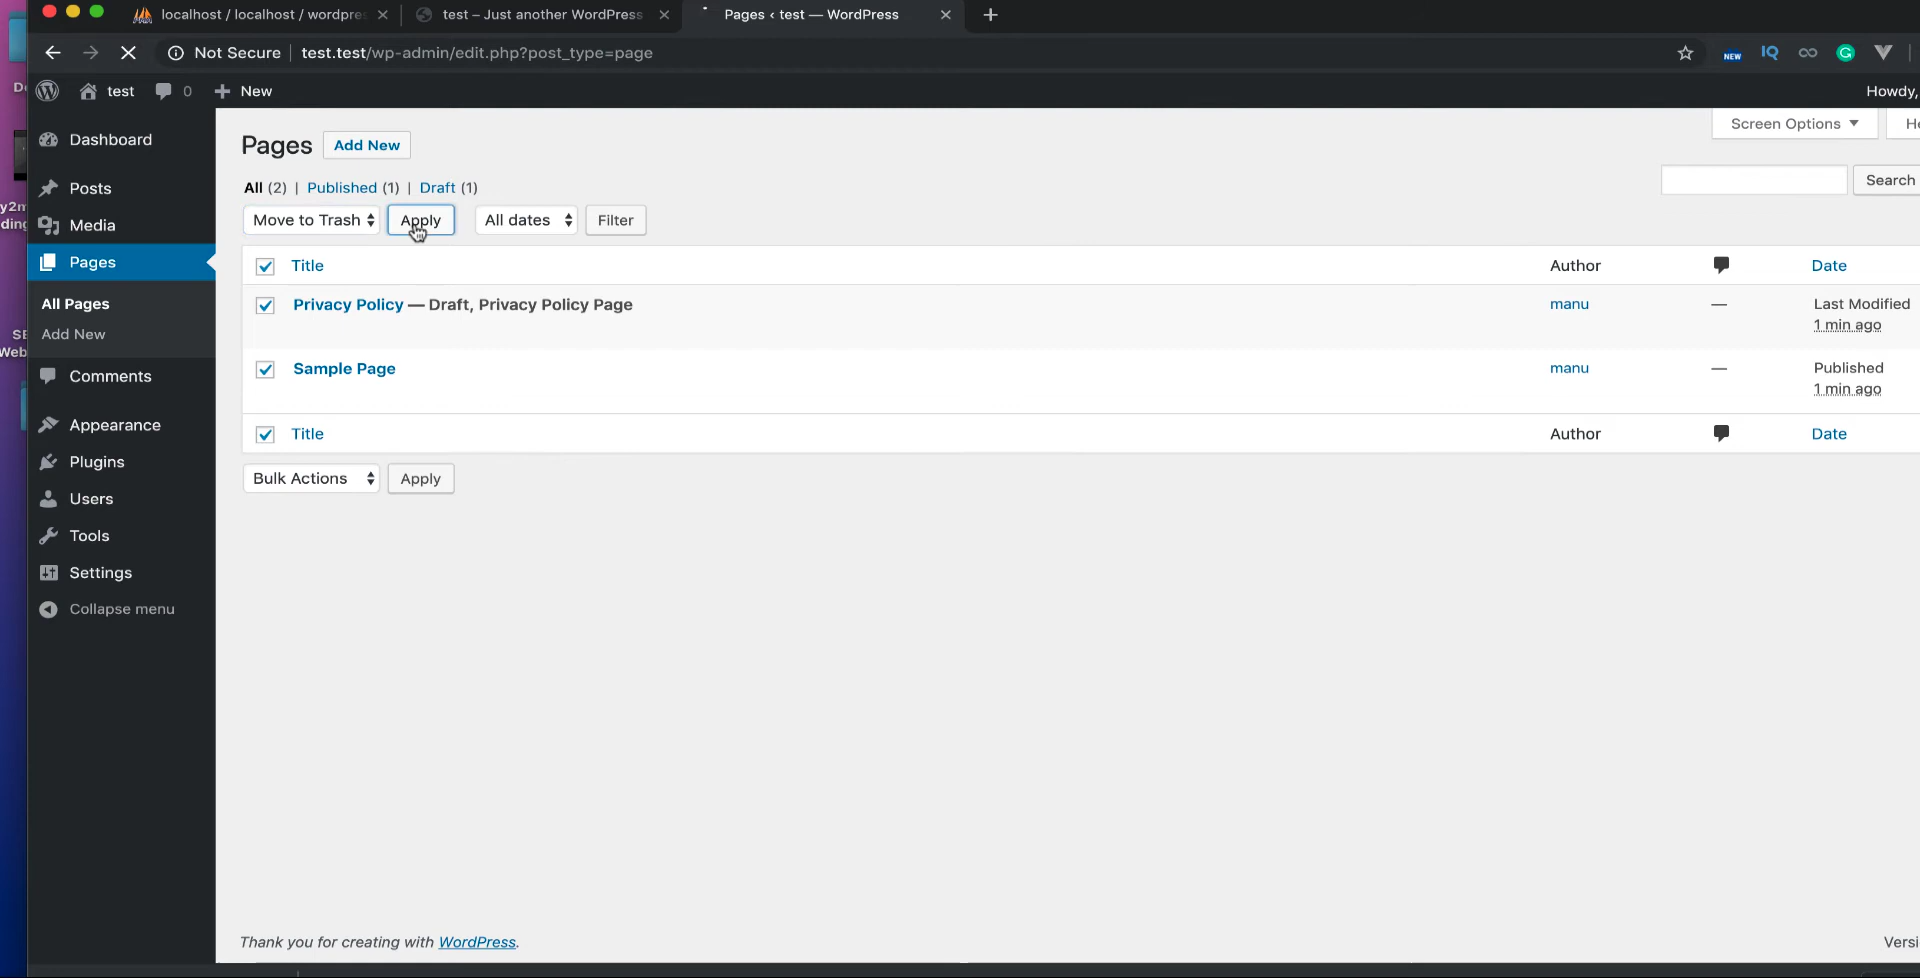 localhost / localhost / wordpre
test – Just another WordPress
Pages ‹ test — WordPress
Not Secure
test.test/wp-admin/edit.php?post_type=page
NEW
IQ
test
0
New
Howdy,
Dashboard
Posts
Media
Pages
All Pages
Add New
Comments
Appearance
Plugins
Users
Tools
Settings
Collapse menu
Screen Options
He
Pages
Add New
All (2) | Published (1) | Draft (1)
Search
Move to Trash
Apply
All dates
Filter
Title
Author
Date
Privacy Policy — Draft, Privacy Policy Page
manu
—
Last Modified
1 min ago
Sample Page
manu
—
Published
1 min ago
Title
Author
Date
Bulk Actions
Apply
Thank you for creating with WordPress.
Versi